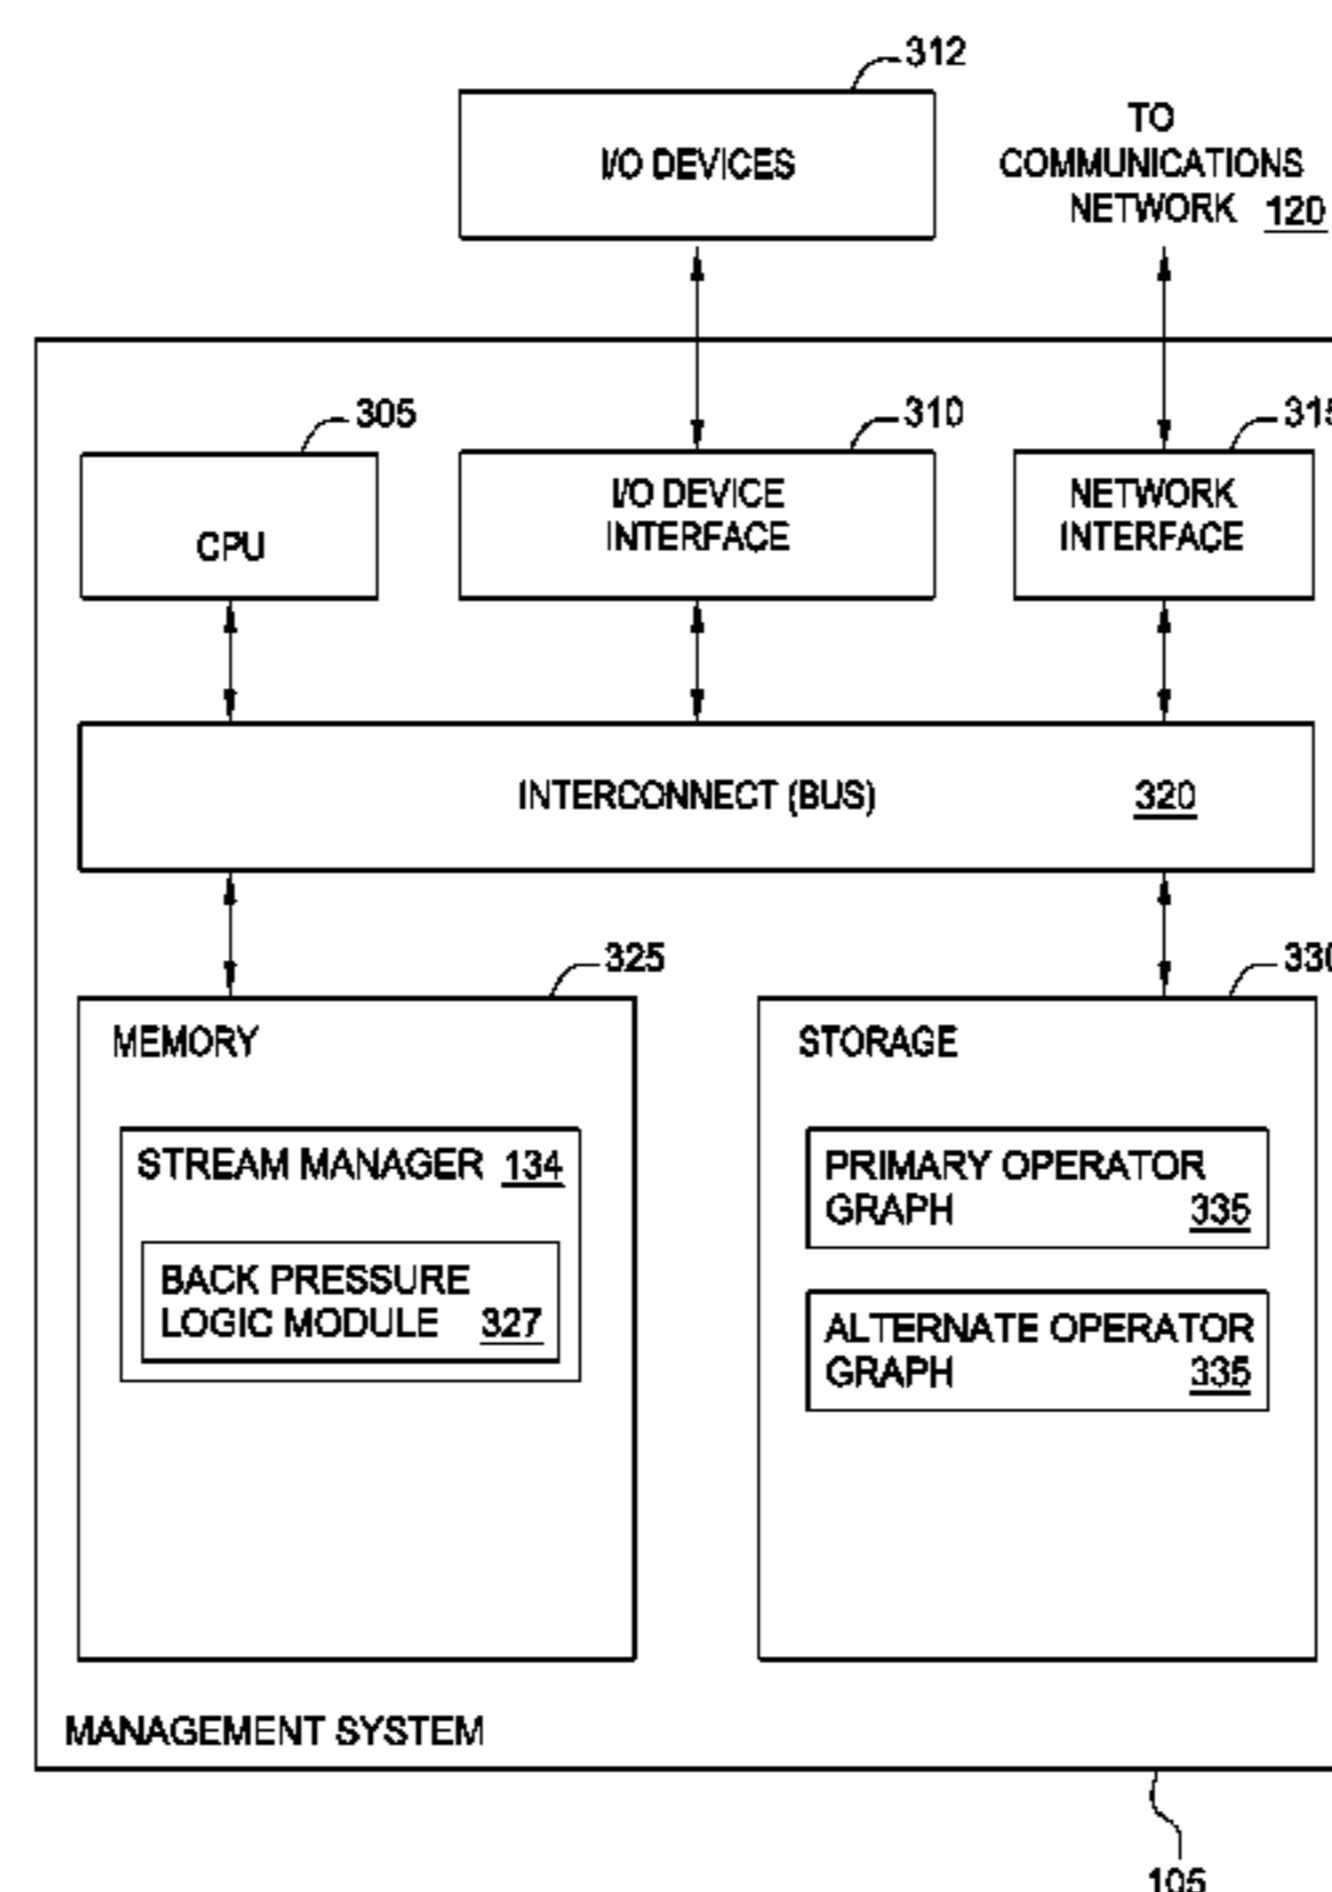 312
I/O DEVICES
TO
COMMUNICATIONS
NETWORK 120
305
310
315
CPU
I/O DEVICE
INTERFACE
NETWORK
INTERFACE
INTERCONNECT (BUS) 320
325
330
MEMORY
STREAM MANAGER 134
BACK PRESSURE
LOGIC MODULE 327
STORAGE
PRIMARY OPERATOR
GRAPH 335
ALTERNATE OPERATOR
GRAPH 335
MANAGEMENT SYSTEM
105